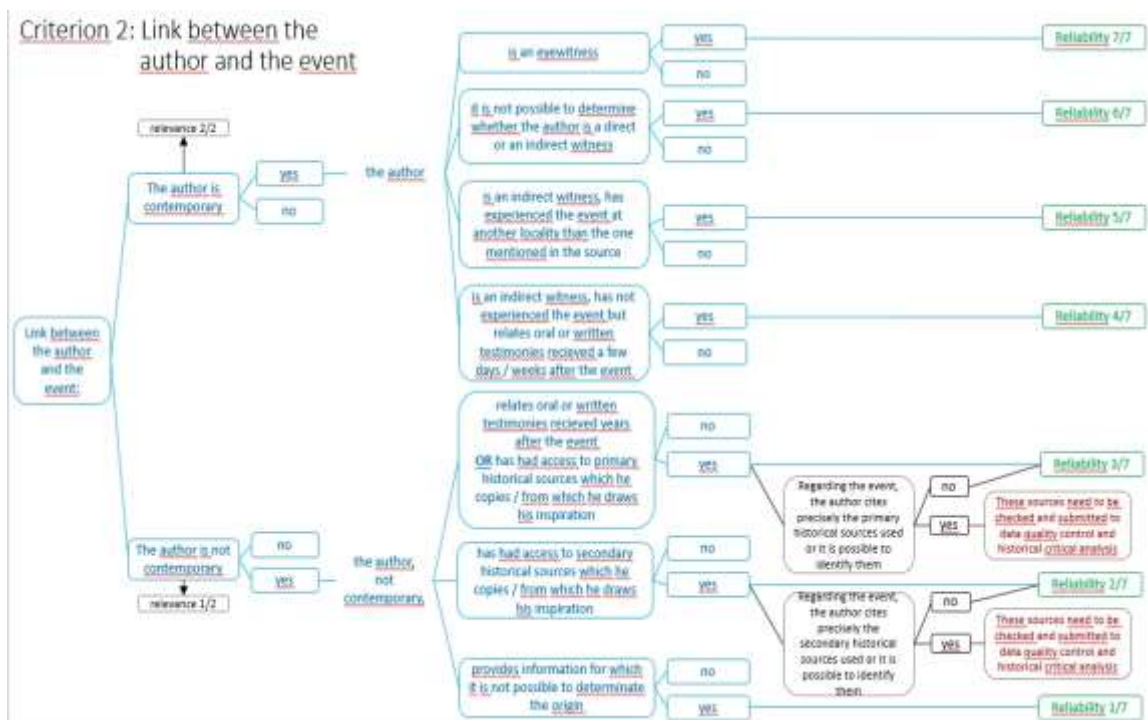 Criterion 2: Link between the
author and the event
relevance 2/2
Link between
the author
and the
event:
The author is
contemporary
yes
no
the author
is an eyewitness
yes
no
Reliability 7/7
it is not possible to determine
whether the author is a direct
or an indirect witness
yes
no
Reliability 6/7
is an indirect witness, has
experienced the event at
another locality than the one
mentioned in the source
yes
no
Reliability 5/7
is an indirect witness, has not
experienced the event but
relates oral or written
testimonies recieved a few
days / weeks after the event
yes
no
Reliability 4/7
The author is not
contemporary
relevance 1/2
no
yes
the author,
not
contemporary,
relates oral or written
testimonies recieved years
after the event
OR has had access to primary
historical sources which he
copies / from which he draws
his inspiration
no
yes
Reliability 3/7
Regarding the event,
the author cites
precisely the primary
historical sources used
or it is possible to
identify them
no
yes
These sources need to be
checked and submitted to
data quality control and
historical critical analysis
has had access to secondary
historical sources which he
copies / from which he draws
his inspiration
no
yes
Reliability 2/7
Regarding the event,
the author cites
precisely the
secondary historical
sources used or it is
possible to identify
them
no
yes
These sources need to be
checked and submitted to
data quality control and
historical critical analysis
provides information for which
it is not possible to determinate
the origin
no
yes
Reliability 1/7